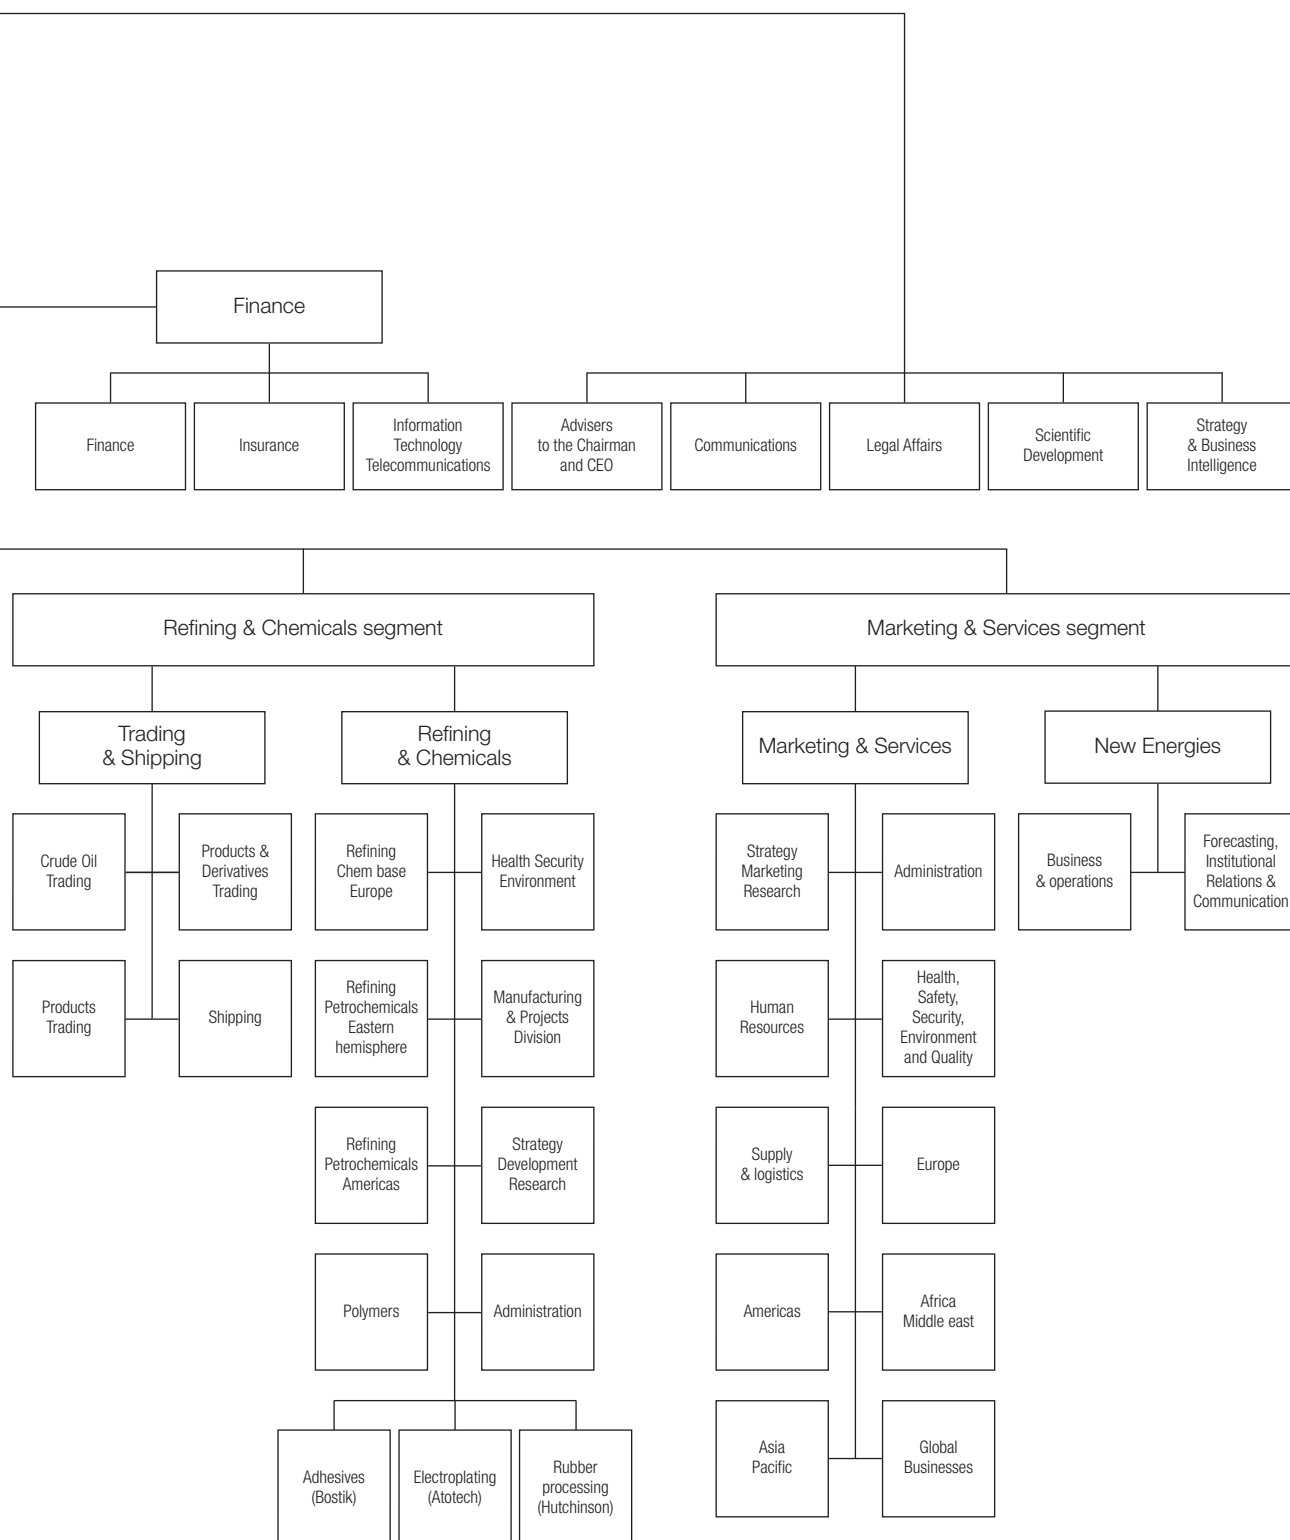 Finance
Finance
Insurance
Information
Technology
Telecommunications
Advisers
to the Chairman
and CEO
Communications
Legal Affairs
Scientific
Development
Strategy
& Business
Intelligence
Refining & Chemicals segment
Marketing & Services segment
Trading
& Shipping
Refining
& Chemicals
Marketing & Services
New Energies
Crude Oil
Trading
Products &
Derivatives
Trading
Refining
Chem base
Europe
Health Security
Environment
Strategy
Marketing
Research
Administration
Business
& operations
Forecasting,
Institutional
Relations &
Communication
Products
Trading
Shipping
Refining
Petrochemicals
Eastern
hemisphere
Manufacturing
& Projects
Division
Human
Resources
Health,
Safety,
Security,
Environment
and Quality
Refining
Petrochemicals
Americas
Strategy
Development
Research
Supply
& logistics
Europe
Polymers
Administration
Americas
Africa
Middle east
Adhesives
(Bostik)
Electroplating
(Atotech)
Rubber
processing
(Hutchinson)
Asia
Pacific
Global
Businesses